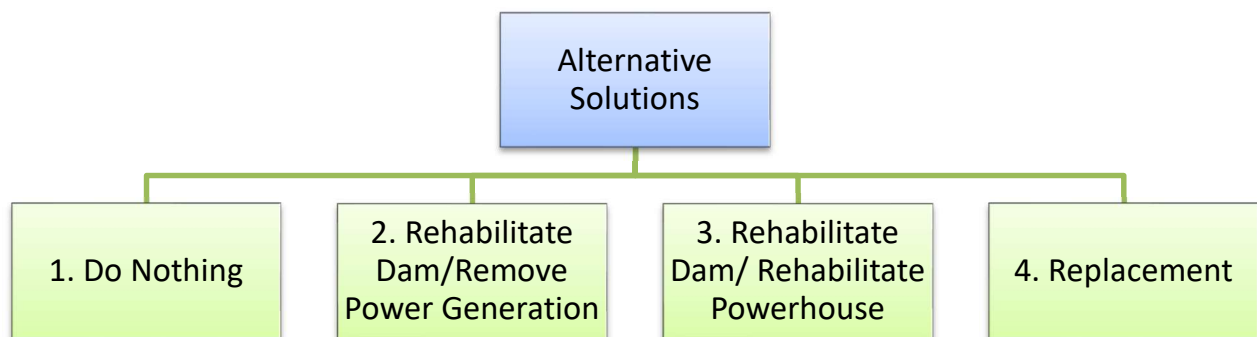 Alternative
Solutions
1. Do Nothing
2. Rehabilitate
Dam/Remove
Power Generation
3. Rehabilitate
Dam/ Rehabilitate
Powerhouse
4. Replacement